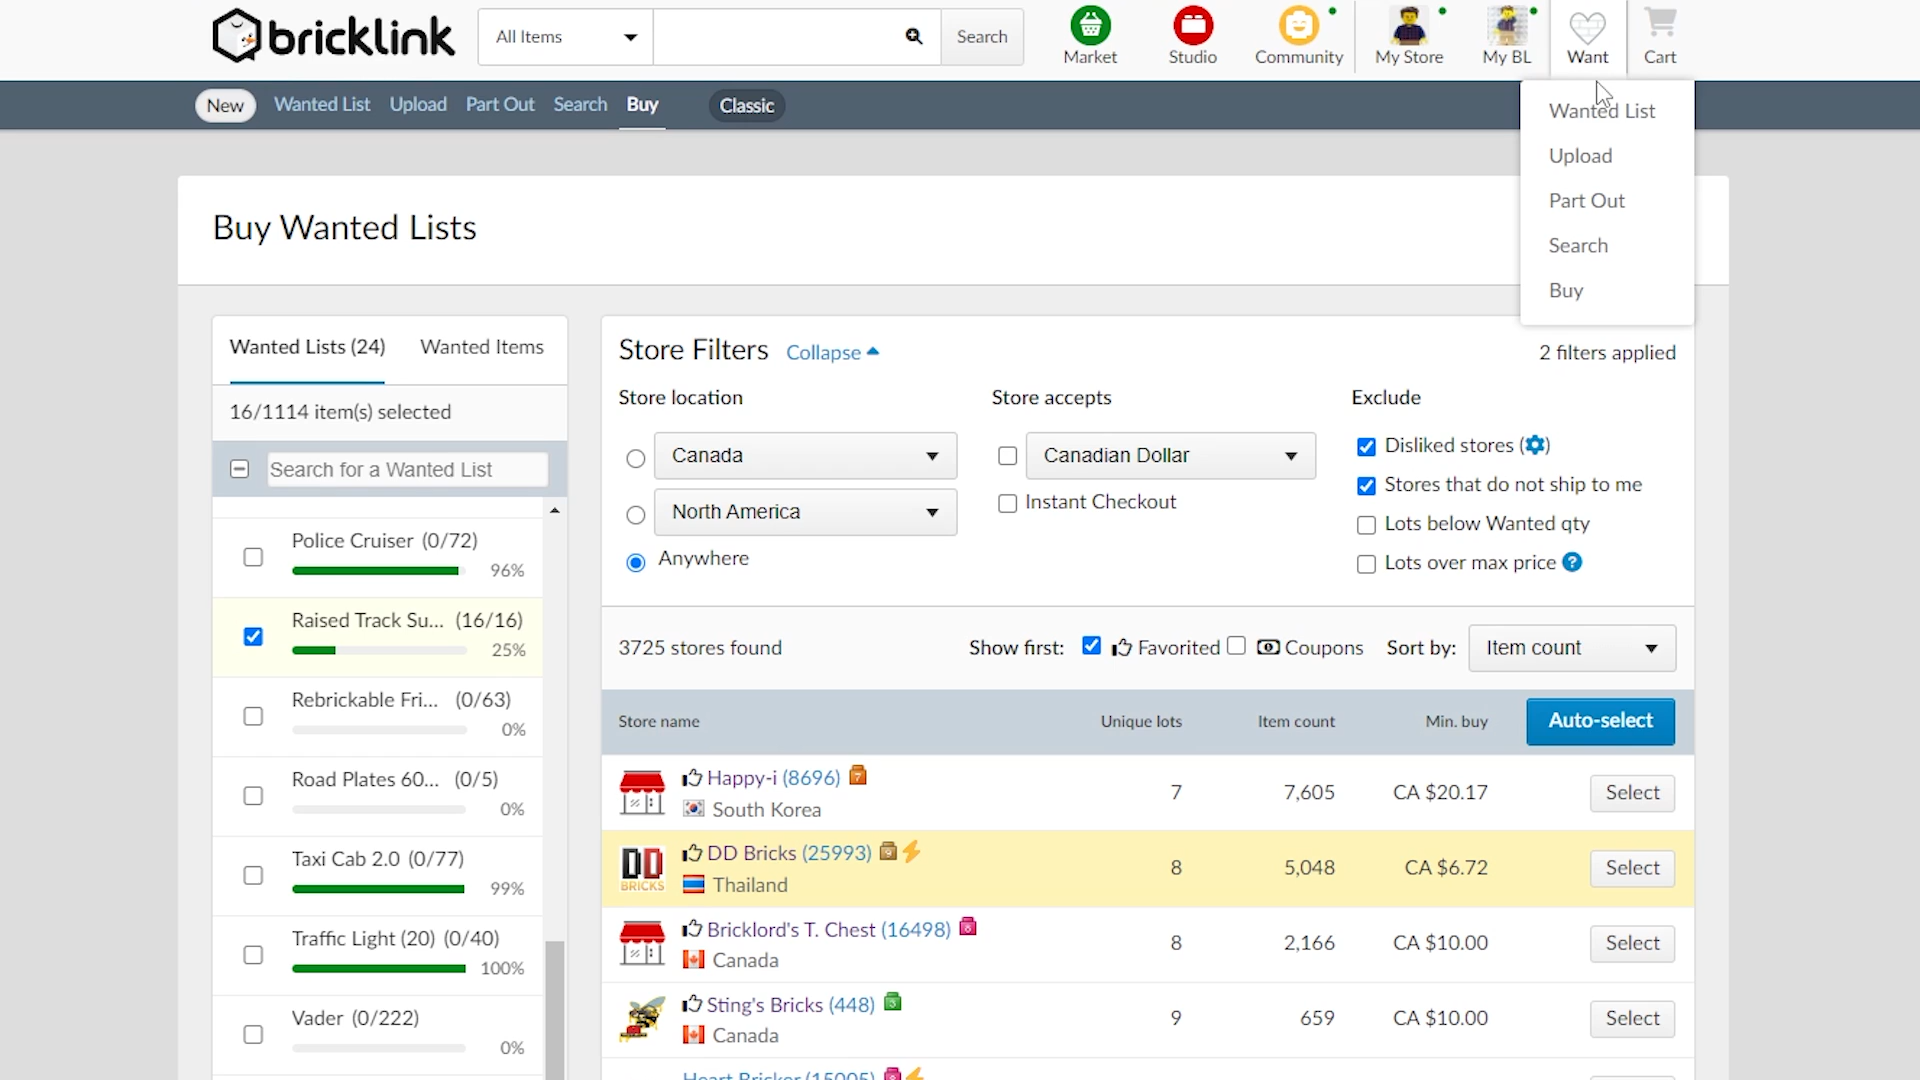 bricklink
All Items
Search
Market
Studio
Community
My Store
My BL
Want
Cart
New
Wanted List
Upload
Part Out
Search
Buy
Classic
Wanted List
Upload
Part Out
Search
Buy
Buy Wanted Lists
Wanted Lists (24)
Wanted Items
16/1114 item(s) selected
Search for a Wanted List
Police Cruiser (0/72)
96%
Raised Track Su... (16/16)
25%
Rebrickable Fri... (0/63)
0%
Road Plates 60... (0/5)
0%
Taxi Cab 2.0 (0/77)
99%
Traffic Light (20) (0/40)
100%
Vader (0/222)
0%
Store Filters Collapse
2 filters applied
Store location
Canada
North America
Anywhere
Store accepts
Canadian Dollar
Instant Checkout
Exclude
Disliked stores ( )
Stores that do not ship to me
Lots below Wanted qty
Lots over max price ?
3725 stores found
Show first: Favorited Coupons Sort by: Item count
Store name Unique lots Item count Min. buy Auto-select
Happy-i (8696) 7
South Korea
7 7,605 CA $20.17 Select
DD BRICKS
DD Bricks (25993) 9
Thailand
8 5,048 CA $6.72 Select
Bricklord's T. Chest (16498)
Canada
8 2,166 CA $10.00 Select
Sting's Bricks (448)
Canada
9 659 CA $10.00 Select
Heart Bricker (15005)